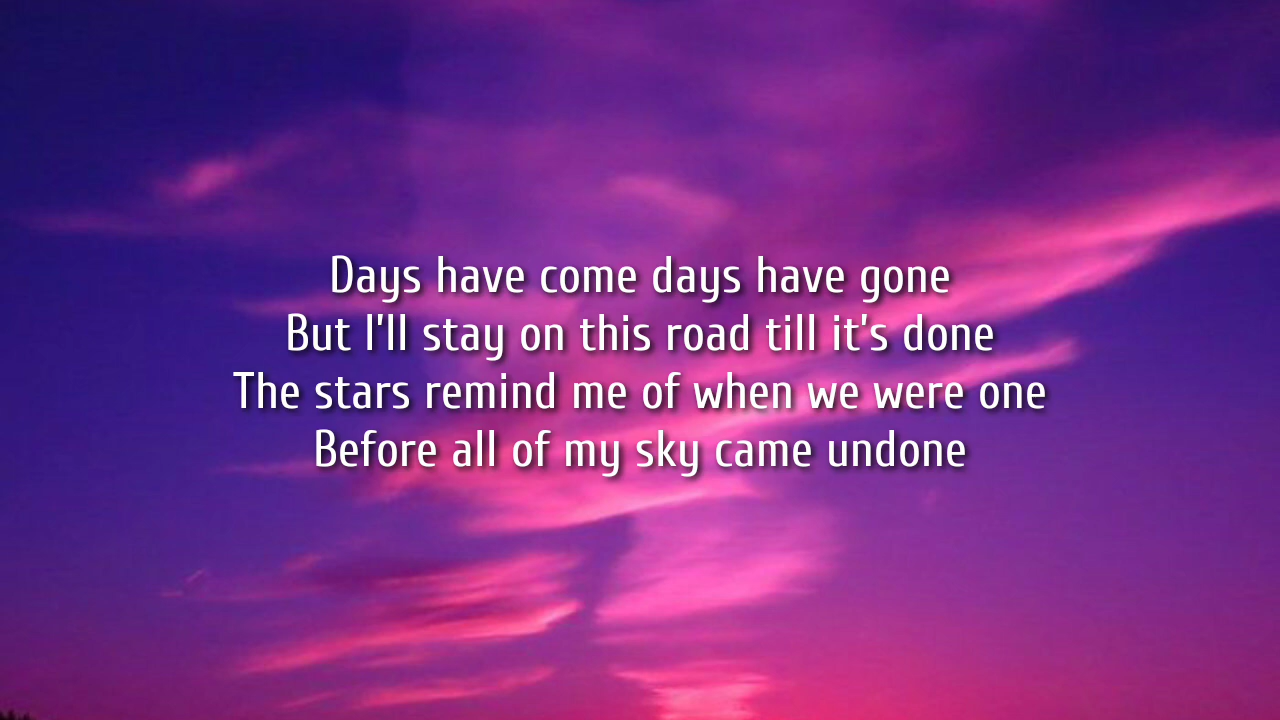 Days have come days have gone
But I'll stay on this road till it's done
The stars remind me of when we were one
Before all of my sky came undone